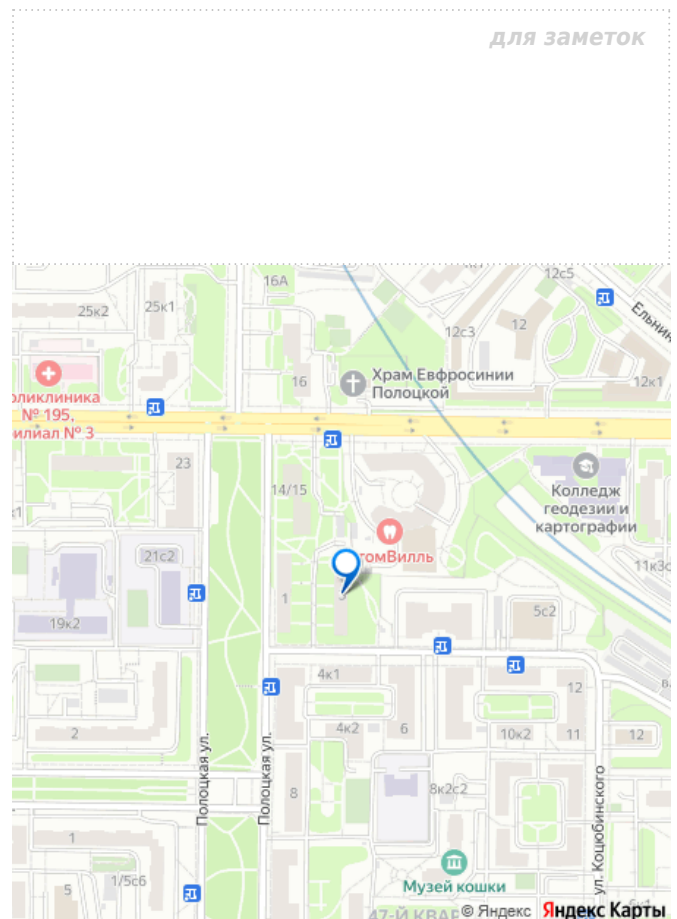 для заметок
16А
12с5
25к2
25к1
Ельнин
12с3
12
16
Храм Евфросинии
Полоцкой
12к1
оликлиника
№ 195,
илиал № 3
23
14/15
Колледж
геодезии и
картографии
томВилль
21с2
11к3с
1
3
5с2
19к2
4к1
12
2
4к2
6
10к2
11
12
Полоцкая ул.
Полоцкая ул.
8
8к2с2
ул. Коцюбинского
1
1/5с6
5
Музей кошки
47-Й КВАР
© Яндекс
Яндекс Карты